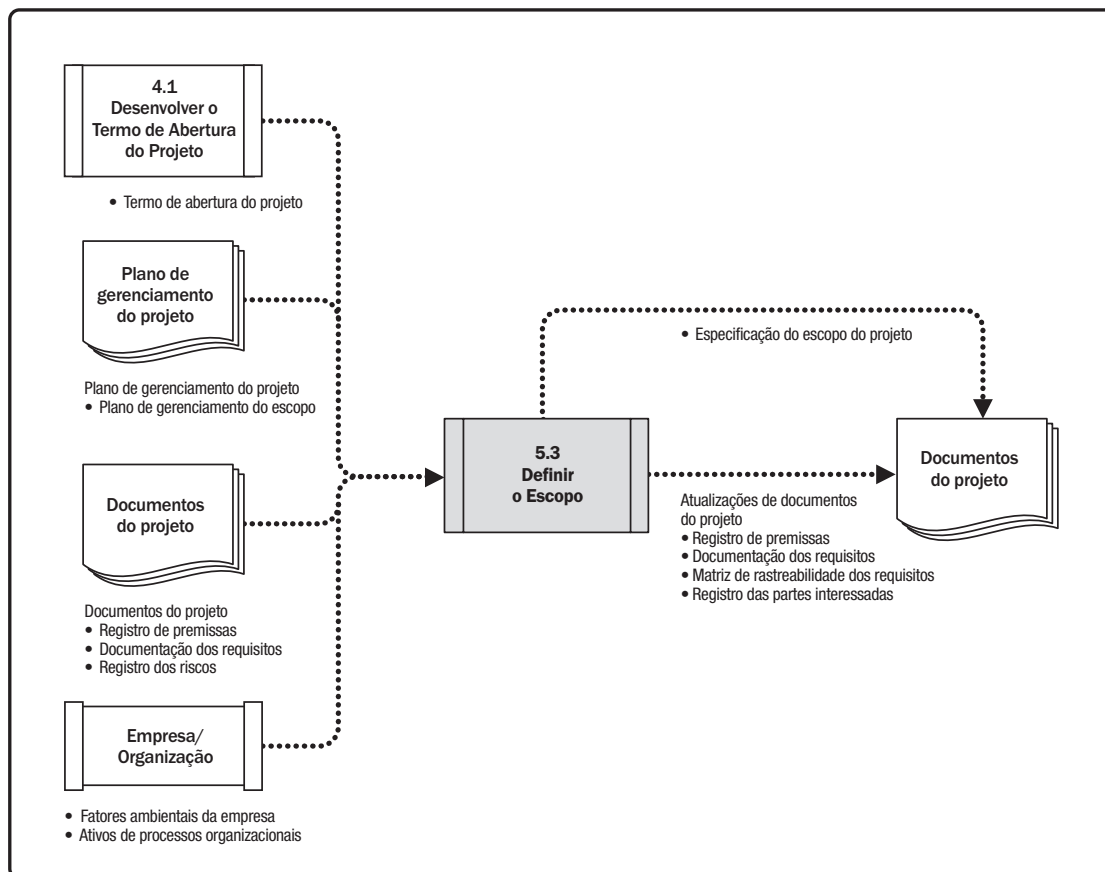 4.1
Desenvolver o
Termo de Abertura
do Projeto
• Termo de abertura do projeto
Plano de
gerenciamento
do projeto
Plano de gerenciamento do projeto
• Plano de gerenciamento do escopo
Documentos
do projeto
Documentos do projeto
• Registro de premissas
• Documentação dos requisitos
• Registro dos riscos
Empresa/
Organização
• Fatores ambientais da empresa
• Ativos de processos organizacionais
5.3
Definir
o Escopo
• Especificação do escopo do projeto
Atualizações de documentos
do projeto
• Registro de premissas
• Documentação dos requisitos
• Matriz de rastreabilidade dos requisitos
• Registro das partes interessadas
Documentos
do projeto